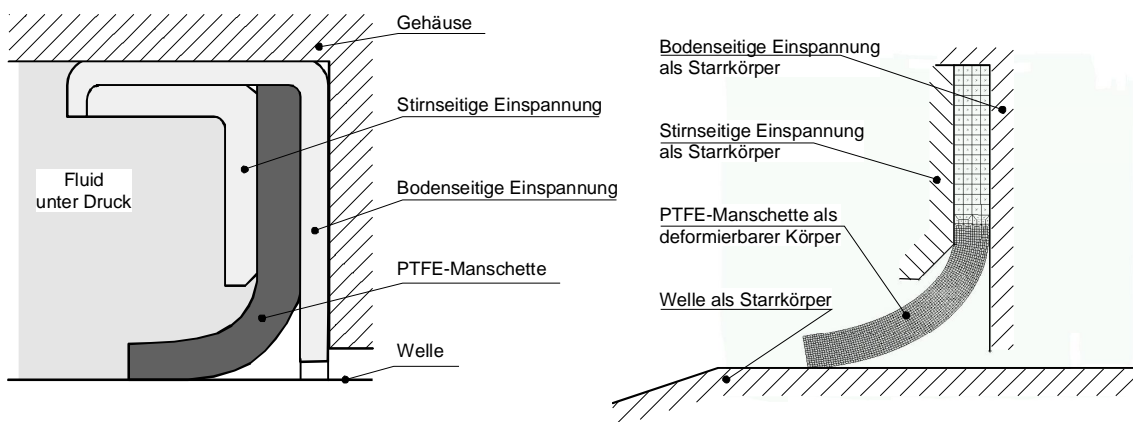 Gehäuse
Stirnseitige Einspannung
Fluid
unter Druck
Bodenseitige Einspannung
PTFE-Manschette
Welle
Bodenseitige Einspannung
als Starrkörper
Stirnseitige Einspannung
als Starrkörper
PTFE-Manschette als
deformierbarer Körper
Welle als Starrkörper